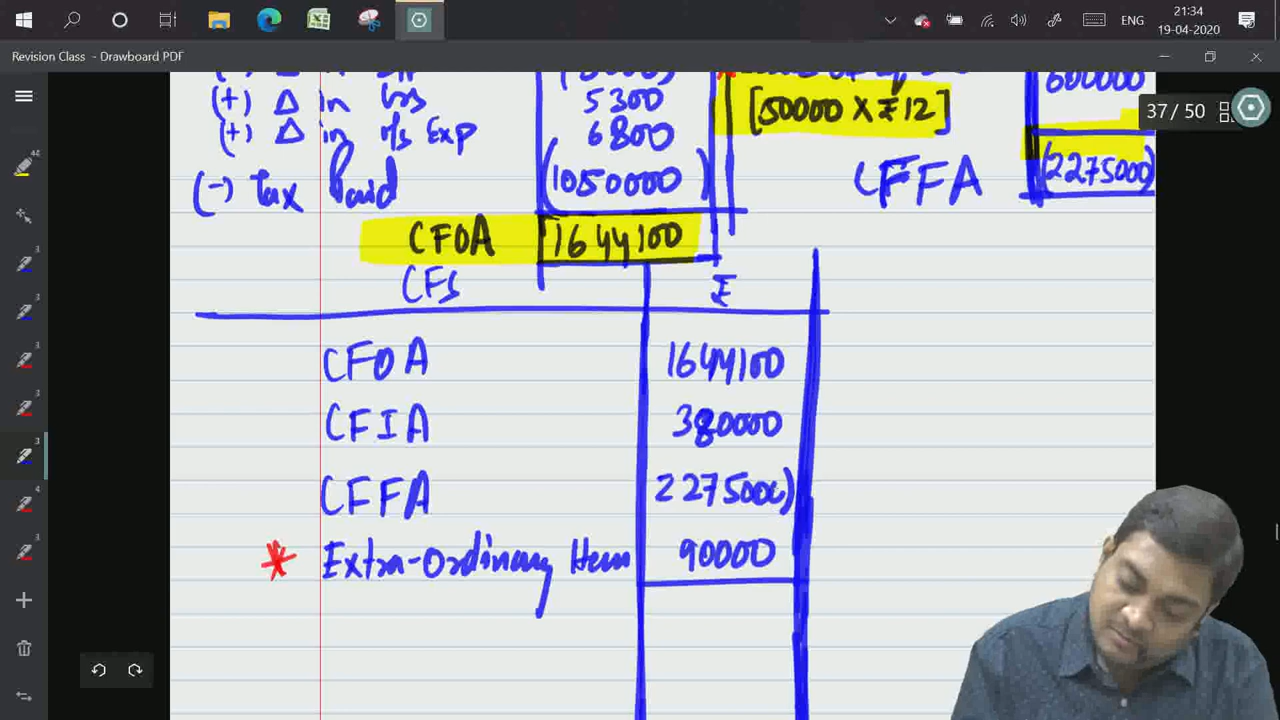 21:34
ENG
19-04-2020
Revision Class - Drawboard PDF
37 / 50
(+) Δ in
5300
(+) Δ in o/s Exp
6800
(-) Tax Paid
(1050000)
CFOA
1644100
600000
[50000 X ₹12]
CFFA
(2275000)
CFS
₹
CFOA
1644100
CFIA
380000
CFFA
2275000)
* Extra-Ordinary Item
90000